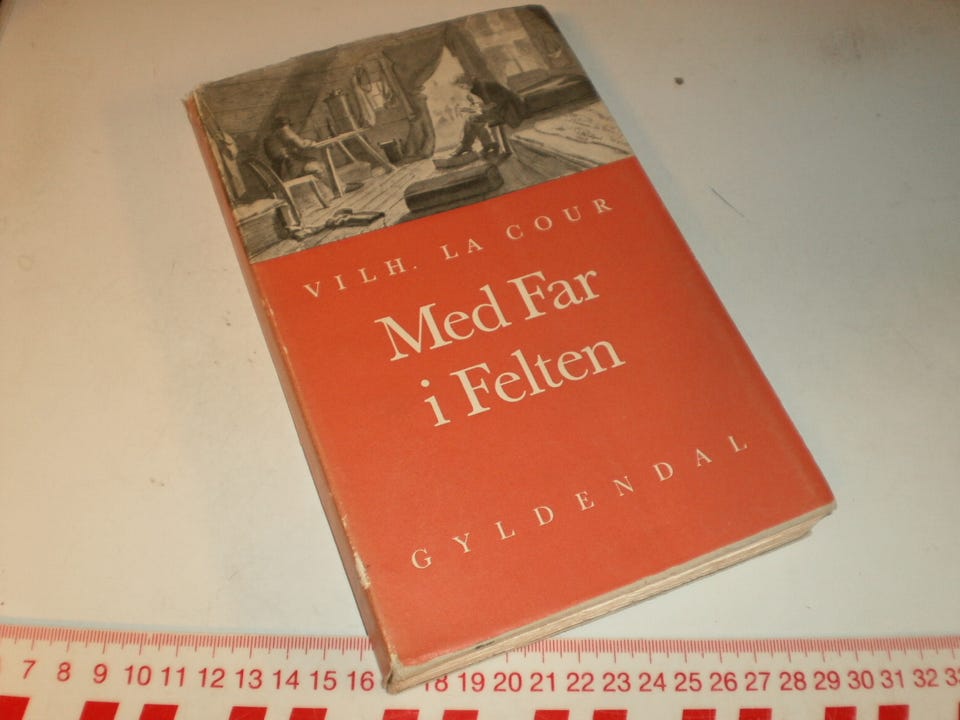 VILH. LA COUR
Med Far
i Felten
GYLDENDAL
7 8 9 10 11 12 13 14 15 16 18 19 20 21 22 23 24 25 26 27 28 29 30 31 32 33